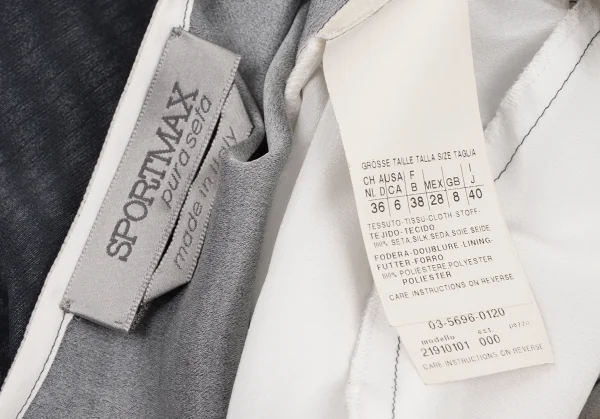 SPORTMAX
pura seta
made in Italy
GRÖSSE TAILLE TALLA SIZE TAGLIA
CH A USA F I
NL D CA B MEX GB J
36 6 38 28 8 40
TESSUTO-TISSU-CLOTH-STOFF-
TEJIDO-TECIDO
100% SETA.SILK.SEDA.SOIE.SEIDE
FODERA-DOUBLURE-LINING-
FUTTER-FORRO
100% POLIESTERE.POLYESTER
POLIESTER
CARE INSTRUCTIONS ON REVERSE
03-5696-0120
modello est. pezzo
21910101 000
CARE INSTRUCTIONS ON REVERSE